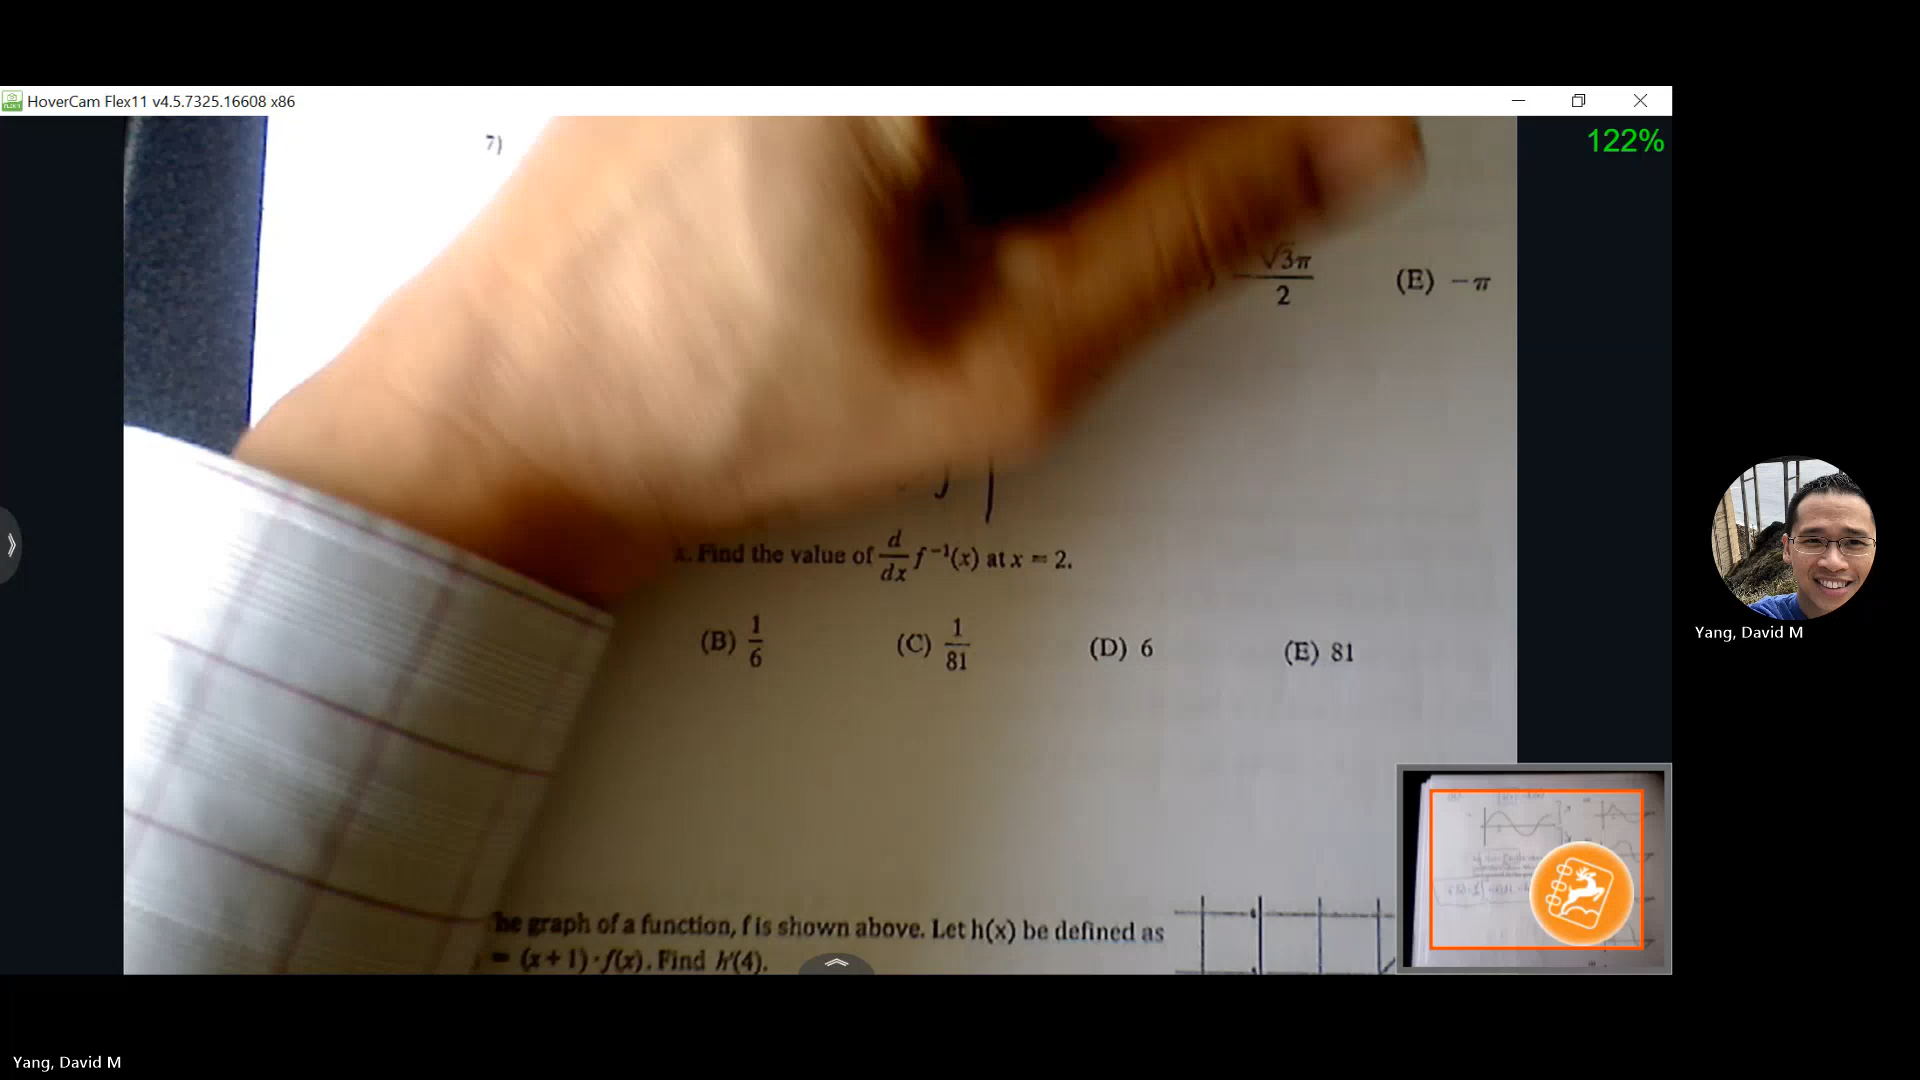 HoverCam Flex11 v4.5.7325.16608 x86
122%
7)
√3π
2
(E) −π
x. Find the value of d/dx f⁻¹(x) at x = 2.
(B) 1/6
(C) 1/81
(D) 6
(E) 81
he graph of a function, f is shown above. Let h(x) be defined as
= (x + 1) · f(x). Find h'(4).
Yang, David M
Yang, David M